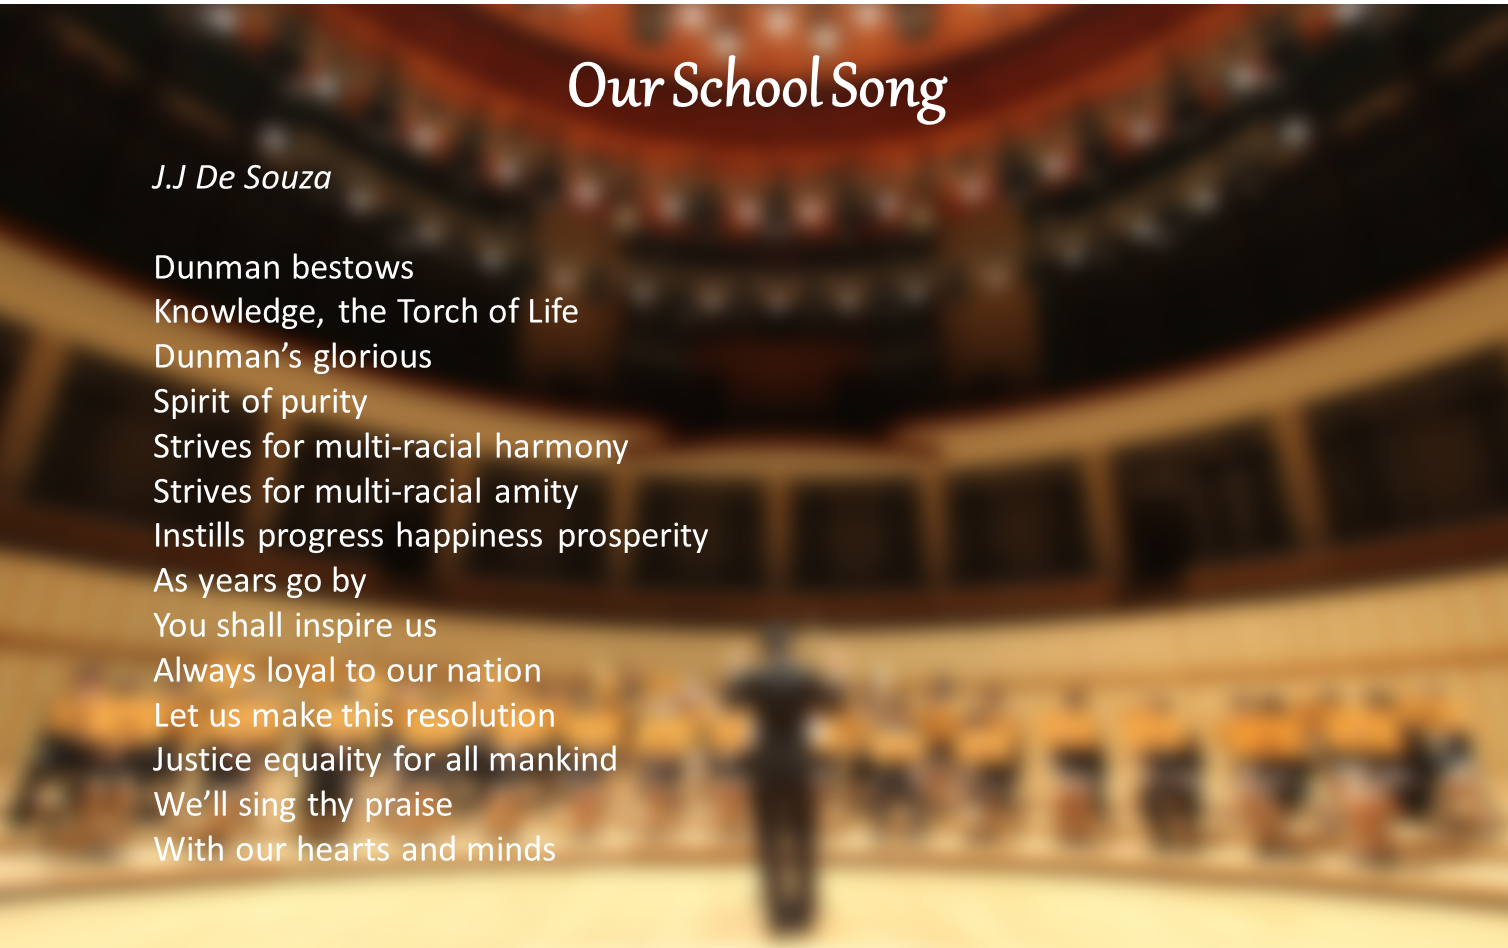 Our School Song
J.J De Souza
Dunman bestows
Knowledge, the Torch of Life
Dunman’s glorious
Spirit of purity
Strives for multi-racial harmony
Strives for multi-racial amity
Instills progress happiness prosperity
As years go by
You shall inspire us
Always loyal to our nation
Let us make this resolution
Justice equality for all mankind
We’ll sing thy praise
With our hearts and minds